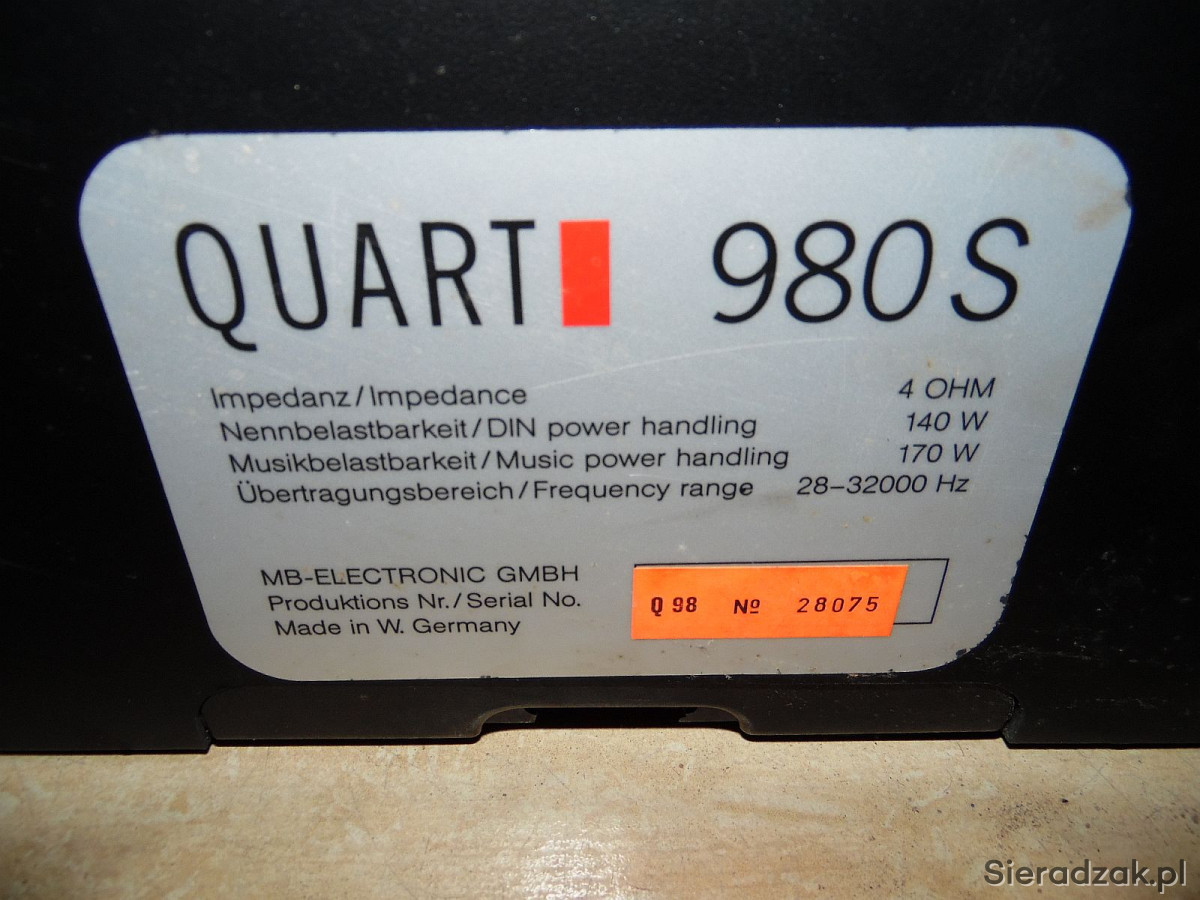 QUART 980 S
Impedanz/Impedance 4 OHM
Nennbelastbarkeit/DIN power handling 140 W
Musikbelastbarkeit/Music power handling 170 W
Übertragungsbereich/Frequency range 28–32000 Hz
MB-ELECTRONIC GMBH
Produktions Nr./Serial No. Q 98 Nº 28075
Made in W. Germany
Sieradzak.pl